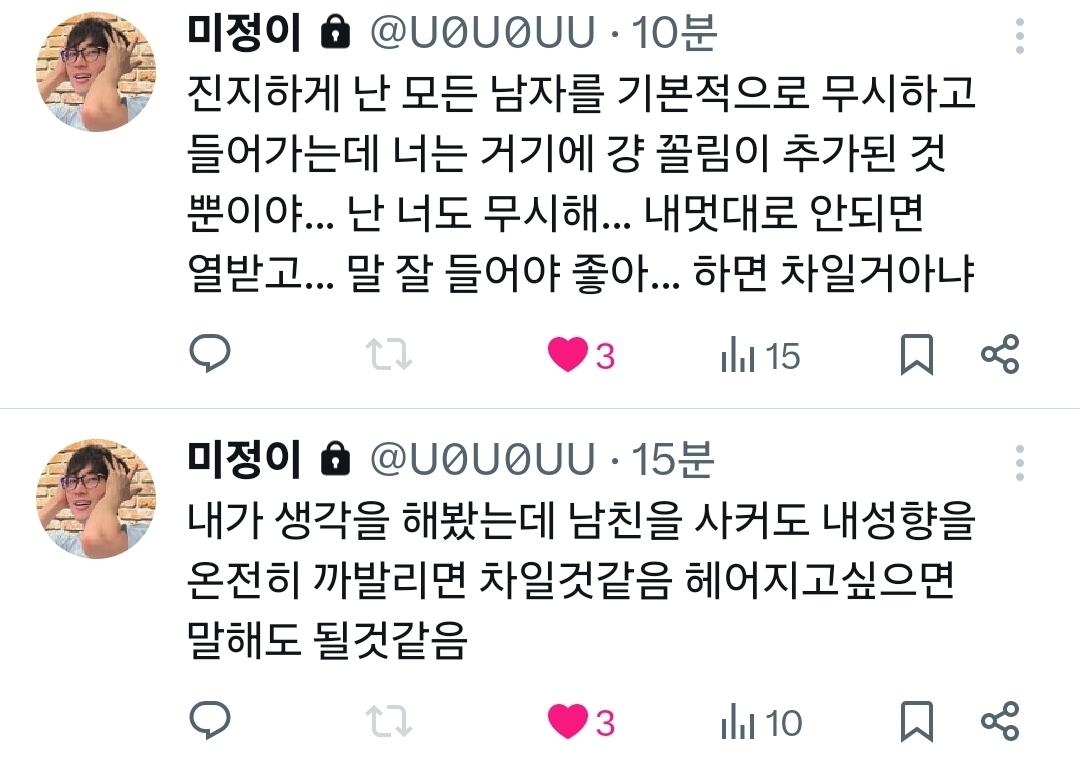 미정이 @U0U0UU · 10분
진지하게 난 모든 남자를 기본적으로 무시하고
들어가는데 너는 거기에 걍 꼴림이 추가된 것
뿐이야... 난 너도 무시해... 내멋대로 안되면
열받고... 말 잘 들어야 좋아... 하면 차일거아냐
3 15
미정이 @U0U0UU · 15분
내가 생각을 해봤는데 남친을 사커도 내성향을
온전히 까발리면 차일것같음 헤어지고싶으면
말해도 될것같음
3 10